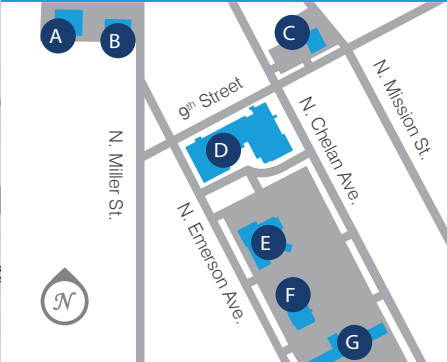 A
B
C
9th Street
N. Mission St.
N. Chelan Ave.
N. Miller St.
D
N. Emerson Ave.
E
N
F
G